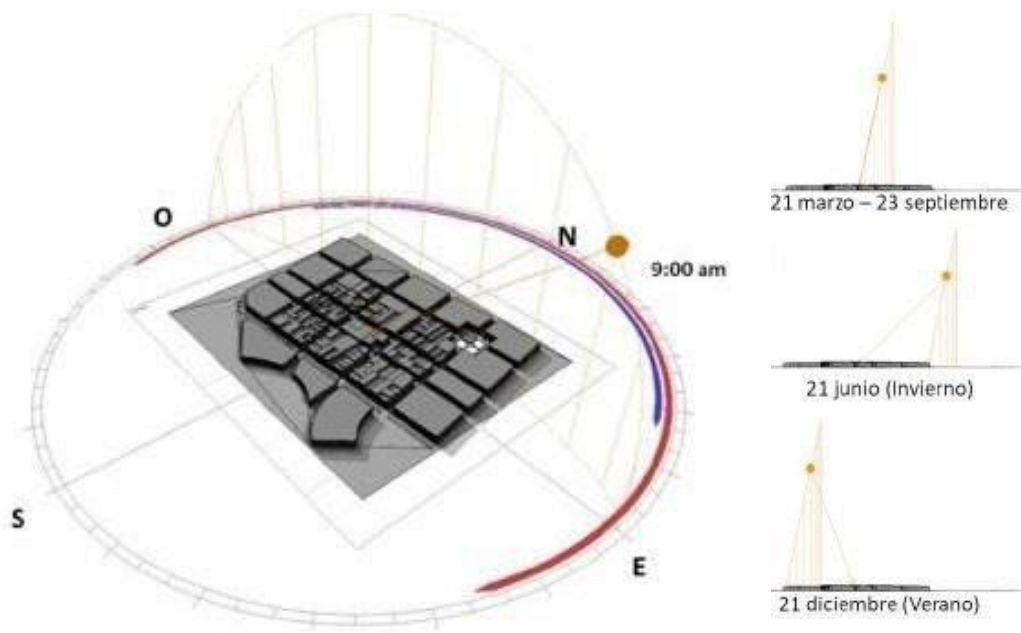 O
N
9:00 am
S
E
21 marzo – 23 septiembre
21 junio (Invierno)
21 diciembre (Verano)